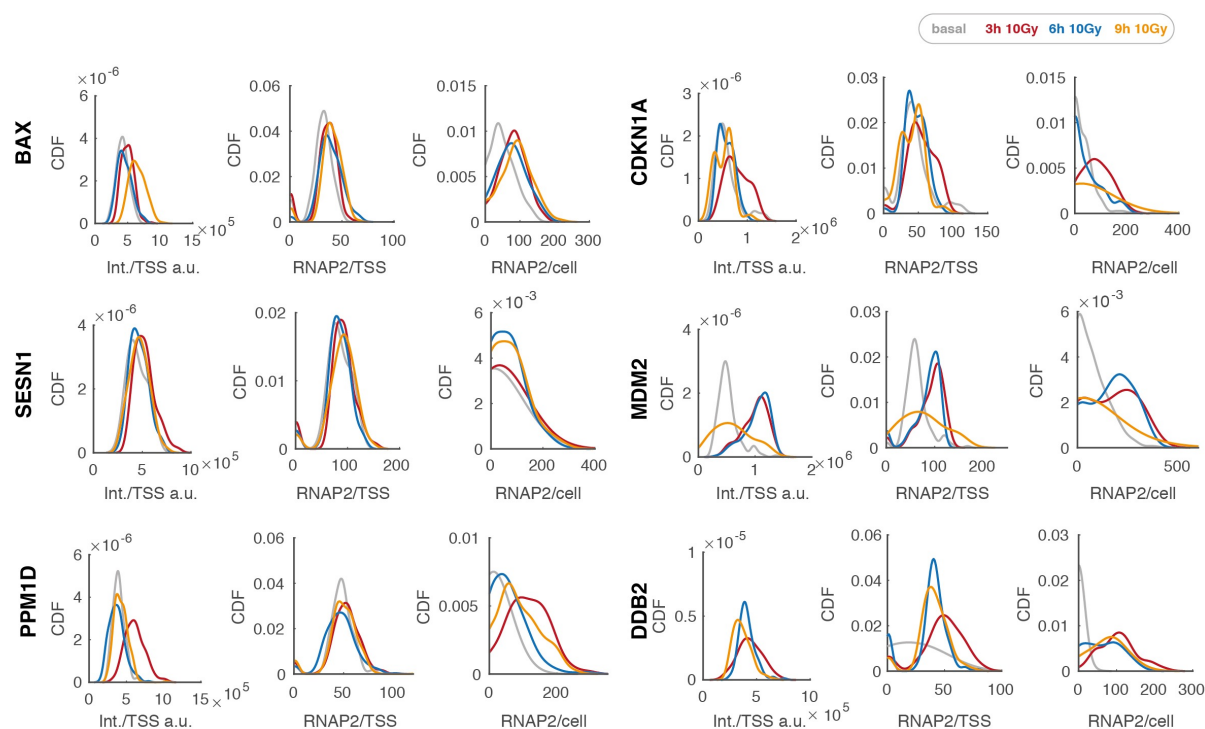 basal 3h 10Gy 6h 10Gy 9h 10Gy
BAX
×10⁻⁶
6
4
2
0
CDF
0 5 10 15 ×10⁵
Int./TSS a.u.
0.06
0.04
0.02
0
CDF
0 50 100
RNAP2/TSS
0.015
0.01
0.005
0
CDF
0 100 200 300
RNAP2/cell
CDKN1A
×10⁻⁶
3
2
1
0
CDF
0 1 2 ×10⁶
Int./TSS a.u.
0.03
0.02
0.01
0
CDF
0 50 100 150
RNAP2/TSS
0.015
0.01
0.005
0
CDF
0 200 400
RNAP2/cell
SESN1
×10⁻⁶
4
2
0
CDF
0 5 10 ×10⁵
Int./TSS a.u.
0.02
0.01
0
CDF
0 100 200
RNAP2/TSS
×10⁻³
6
4
2
0
CDF
0 200 400
RNAP2/cell
MDM2
×10⁻⁶
4
2
0
CDF
0 1 2 ×10⁶
Int./TSS a.u.
0.03
0.02
0.01
0
CDF
0 100 200
RNAP2/TSS
×10⁻³
6
4
2
0
CDF
0 500
RNAP2/cell
PPM1D
×10⁻⁶
6
4
2
0
CDF
0 5 10 15 ×10⁵
Int./TSS a.u.
0.06
0.04
0.02
0
CDF
0 50 100
RNAP2/TSS
0.01
0.005
0
CDF
0 200
RNAP2/cell
DDB2
×10⁻⁵
1
0.5
0
CDF
0 5 10 × 10⁵
Int./TSS a.u.
0.06
0.04
0.02
0
CDF
0 50 100
RNAP2/TSS
0.03
0.02
0.01
0
CDF
0 100 200 300
RNAP2/cell